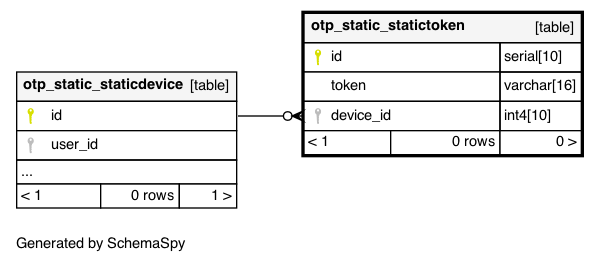 otp_static_statictoken [table]
id serial[10]
token varchar[16]
device_id int4[10]
< 1 0 rows 0 >
otp_static_staticdevice [table]
id
user_id
...
< 1 0 rows 1 >
Generated by SchemaSpy